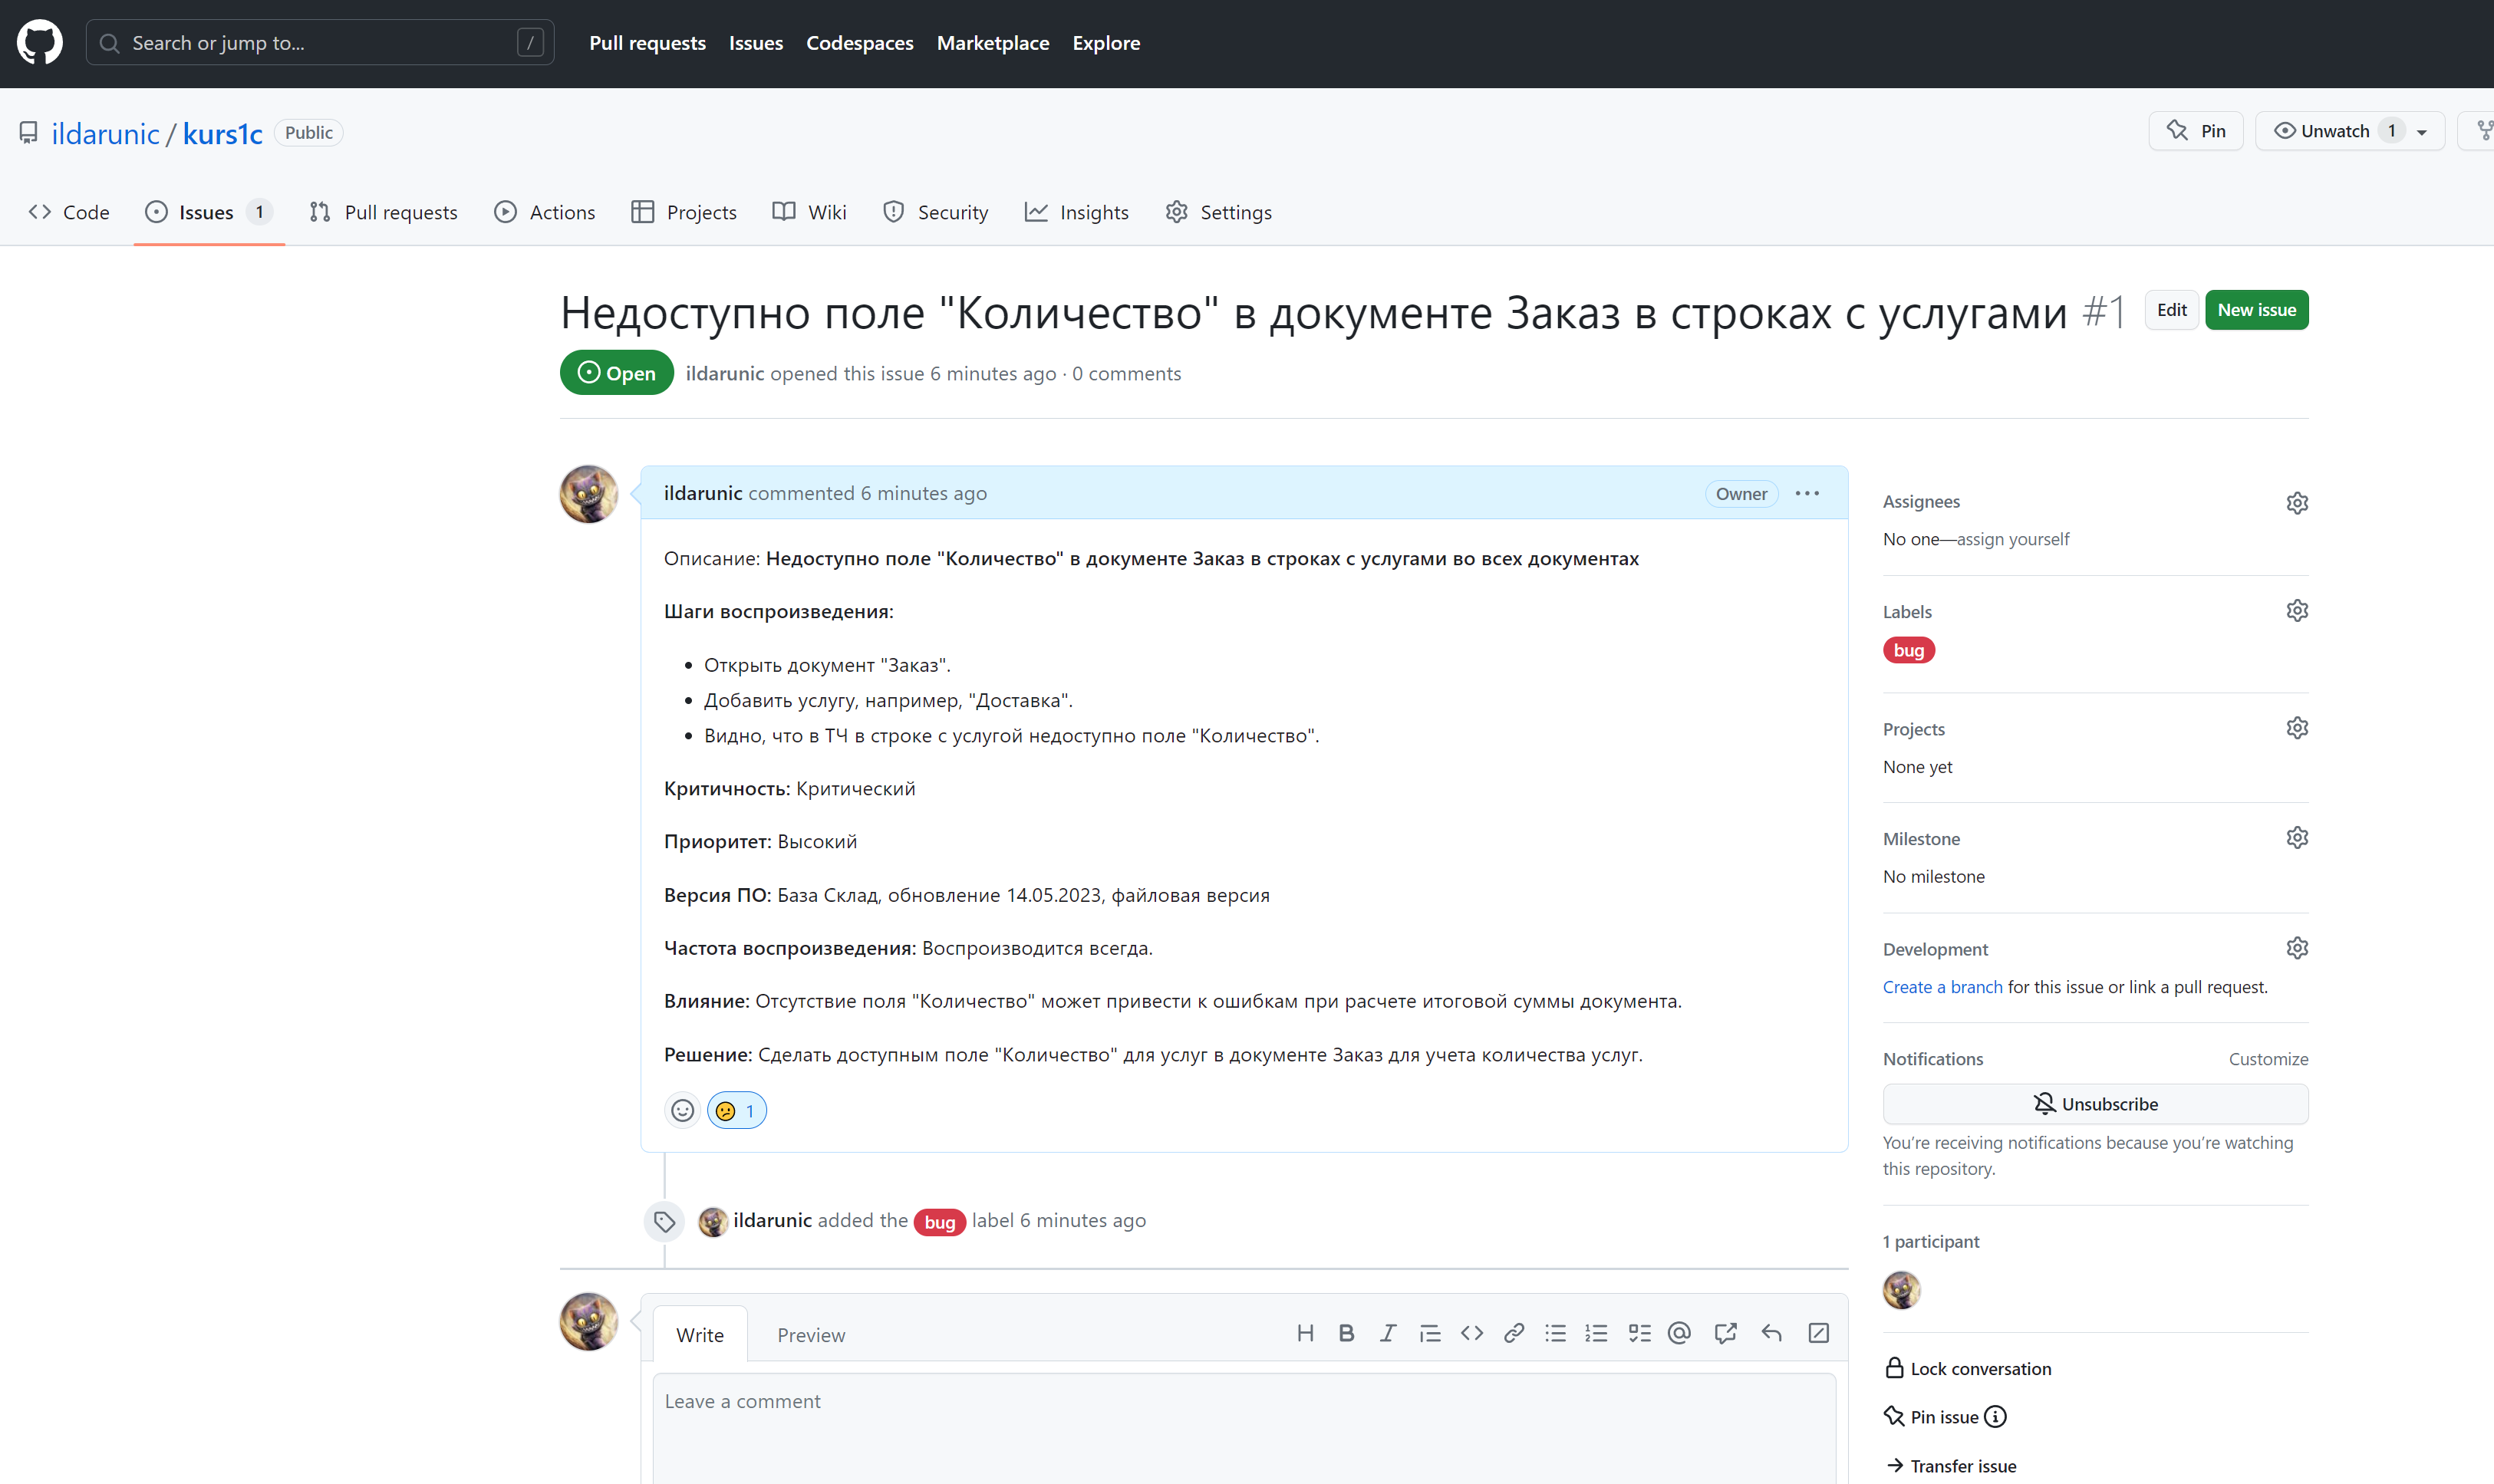 Search or jump to...
/
Pull requests
Issues
Codespaces
Marketplace
Explore
ildarunic / kurs1c
Public
Pin
Unwatch 1
Code
Issues 1
Pull requests
Actions
Projects
Wiki
Security
Insights
Settings
Недоступно поле "Количество" в документе Заказ в строках с услугами #1
Edit
New issue
Open
ildarunic opened this issue 6 minutes ago · 0 comments
ildarunic commented 6 minutes ago
Owner
Описание: Недоступно поле "Количество" в документе Заказ в строках с услугами во всех документах
Шаги воспроизведения:
• Открыть документ "Заказ".
• Добавить услугу, например, "Доставка".
• Видно, что в ТЧ в строке с услугой недоступно поле "Количество".
Критичность: Критический
Приоритет: Высокий
Версия ПО: База Склад, обновление 14.05.2023, файловая версия
Частота воспроизведения: Воспроизводится всегда.
Влияние: Отсутствие поля "Количество" может привести к ошибкам при расчете итоговой суммы документа.
Решение: Сделать доступным поле "Количество" для услуг в документе Заказ для учета количества услуг.
1
ildarunic added the bug label 6 minutes ago
Write
Preview
Leave a comment
Assignees
No one—assign yourself
Labels
bug
Projects
None yet
Milestone
No milestone
Development
Create a branch for this issue or link a pull request.
Notifications
Customize
Unsubscribe
You’re receiving notifications because you’re watching
this repository.
1 participant
Lock conversation
Pin issue
Transfer issue